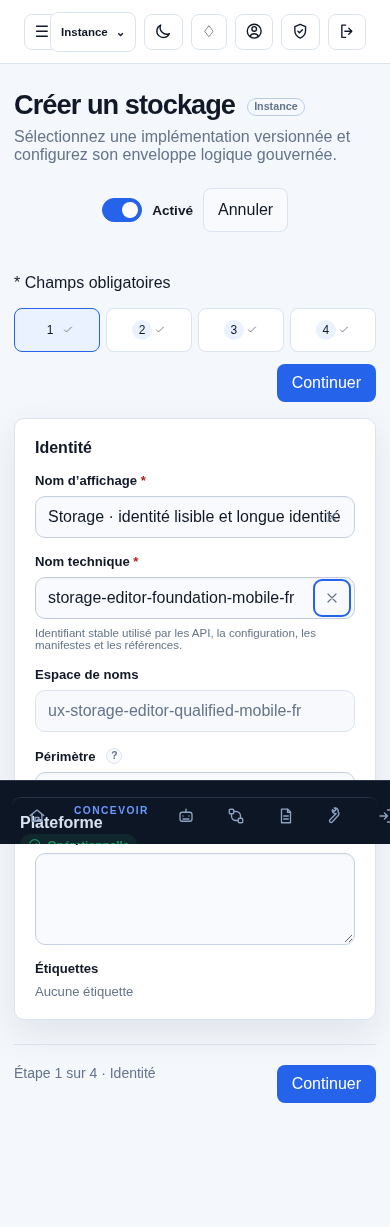 Instance
Créer un stockage Instance
Sélectionnez une implémentation versionnée et
configurez son enveloppe logique gouvernée.
Activé Annuler
* Champs obligatoires
1 2 3 4
Continuer
Identité
Nom d’affichage *
Storage · identité lisible et longue identité
Nom technique *
storage-editor-foundation-mobile-fr
Identifiant stable utilisé par les API, la configuration, les
manifestes et les références.
Espace de noms
ux-storage-editor-qualified-mobile-fr
Périmètre ?
CONCEVOIR
Plateforme
Opérationnelle
Étiquettes
Aucune étiquette
Étape 1 sur 4 · Identité
Continuer